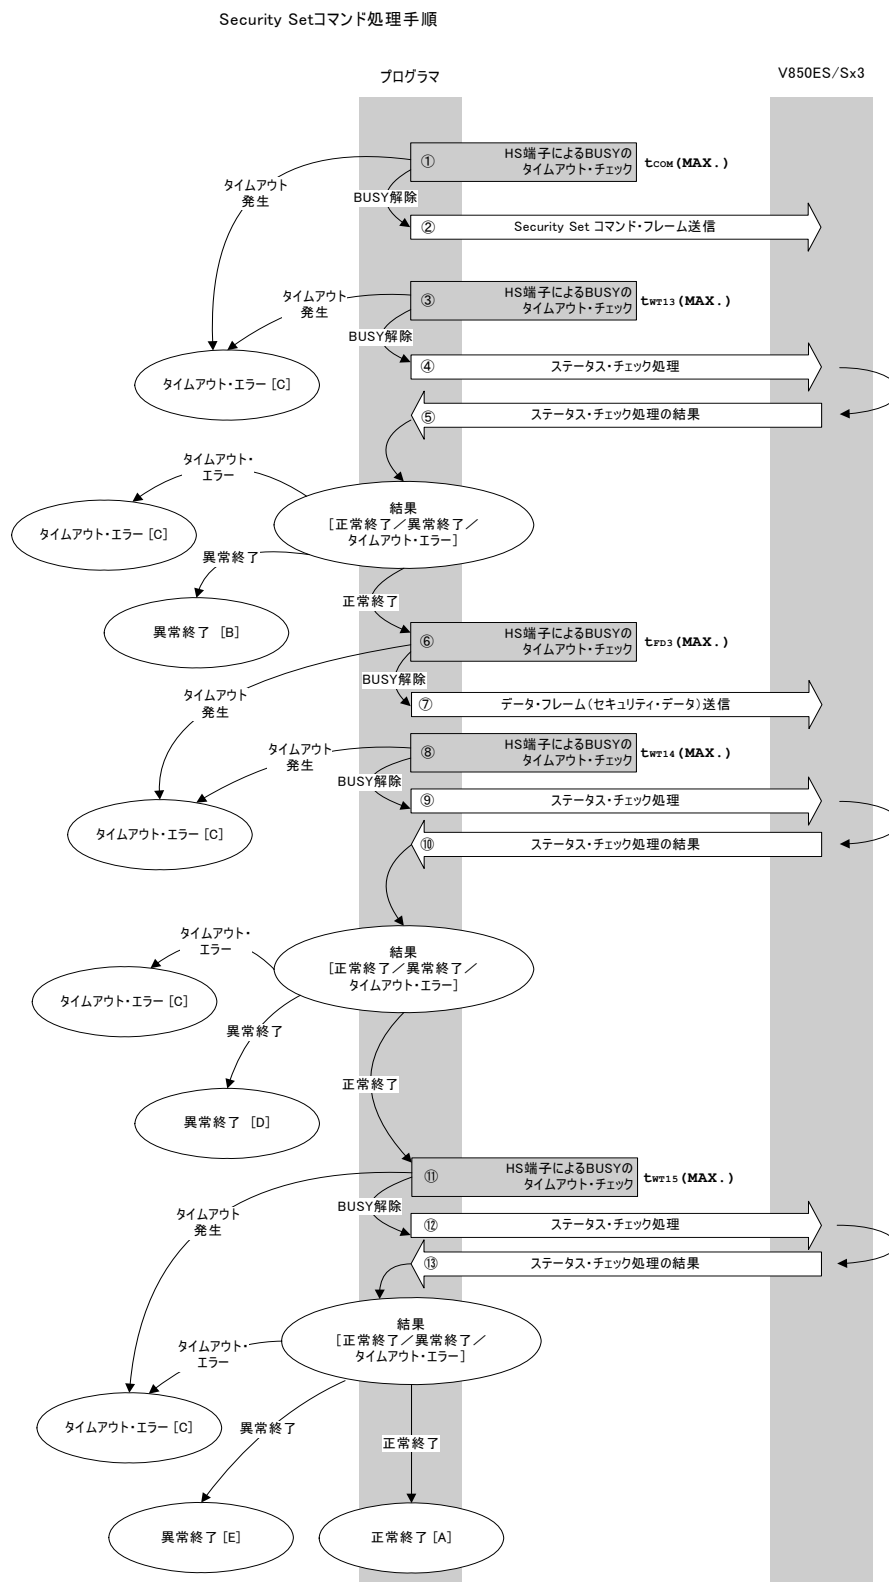 Security Setコマンド処理手順
プログラマ
V850ES/Sx3
①
HS端子によるBUSYの
タイムアウト・チェック
tCOM(MAX.)
タイムアウト
発生
BUSY解除
②
Security Set コマンド・フレーム送信
③
HS端子によるBUSYの
タイムアウト・チェック
tWT13(MAX.)
タイムアウト
発生
BUSY解除
④
ステータス・チェック処理
タイムアウト・エラー [C]
⑤
ステータス・チェック処理の結果
タイムアウト・
エラー
結果
[正常終了／異常終了／
タイムアウト・エラー]
タイムアウト・エラー [C]
異常終了
異常終了 [B]
正常終了
⑥
HS端子によるBUSYの
タイムアウト・チェック
tFD3(MAX.)
タイムアウト
発生
BUSY解除
⑦
データ・フレーム(セキュリティ・データ)送信
⑧
HS端子によるBUSYの
タイムアウト・チェック
tWT14(MAX.)
タイムアウト
発生
BUSY解除
⑨
ステータス・チェック処理
タイムアウト・エラー [C]
⑩
ステータス・チェック処理の結果
タイムアウト・
エラー
結果
[正常終了／異常終了／
タイムアウト・エラー]
タイムアウト・エラー [C]
異常終了
異常終了 [D]
正常終了
⑪
HS端子によるBUSYの
タイムアウト・チェック
tWT15(MAX.)
タイムアウト
発生
BUSY解除
⑫
ステータス・チェック処理
⑬
ステータス・チェック処理の結果
結果
[正常終了／異常終了／
タイムアウト・エラー]
タイムアウト・
エラー
タイムアウト・エラー [C]
異常終了
正常終了
異常終了 [E]
正常終了 [A]